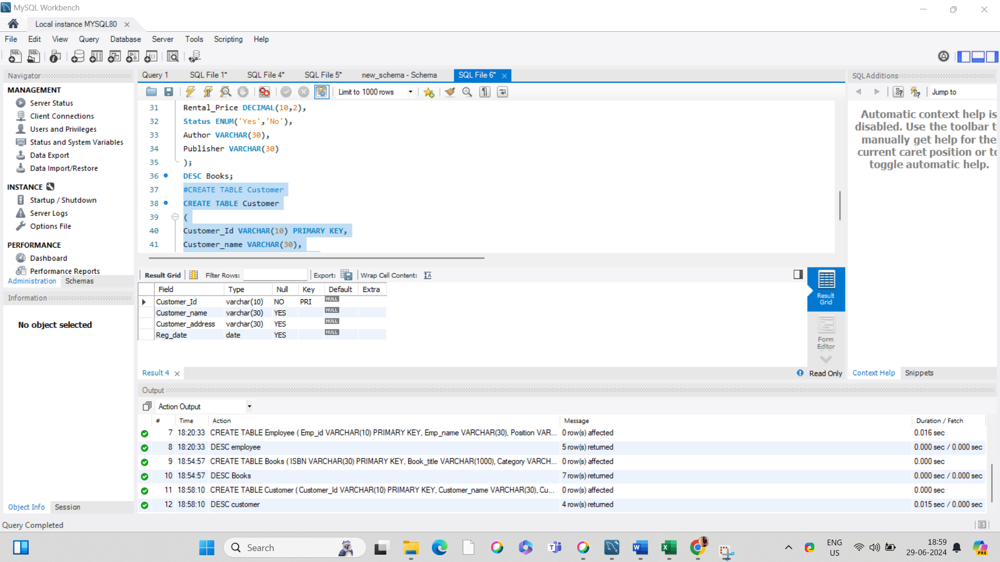 MySQL Workbench
Local instance MYSQL80
File Edit View Query Database Server Tools Scripting Help
Navigator
MANAGEMENT
Server Status
Client Connections
Users and Privileges
Status and System Variables
Data Export
Data Import/Restore
INSTANCE
Startup / Shutdown
Server Logs
Options File
PERFORMANCE
Dashboard
Performance Reports
Administration Schemas
Information
No object selected
Object Info Session
Query 1 SQL File 1* SQL File 4* SQL File 5* new_schema - Schema SQL File 6*
Limit to 1000 rows
31 Rental_Price DECIMAL(10,2),
32 Status ENUM('Yes','No'),
33 Author VARCHAR(30),
34 Publisher VARCHAR(30)
35 );
36 DESC Books;
37 #CREATE TABLE Customer
38 CREATE TABLE Customer
39 (
40 Customer_Id VARCHAR(10) PRIMARY KEY,
41 Customer_name VARCHAR(30),
Result Grid Filter Rows: Export: Wrap Cell Content:
Field Type Null Key Default Extra
Customer_Id varchar(10) NO PRI NULL
Customer_name varchar(30) YES NULL
Customer_address varchar(30) YES NULL
Reg_date date YES NULL
Result Grid
Form Editor
Result 4
Read Only
SQLAdditions
Jump to
Automatic context help is
disabled. Use the toolbar t
manually get help for the
current caret position or to
toggle automatic help.
Context Help Snippets
Output
Action Output
# Time Action Message Duration / Fetch
7 18:20:33 CREATE TABLE Employee ( Emp_id VARCHAR(10) PRIMARY KEY, Emp_name VARCHAR(30), Position VAR... 0 row(s) affected 0.016 sec
8 18:20:33 DESC employee 5 row(s) returned 0.000 sec / 0.000 sec
9 18:54:57 CREATE TABLE Books ( ISBN VARCHAR(30) PRIMARY KEY, Book_title VARCHAR(1000), Category VARCH... 0 row(s) affected 0.000 sec
10 18:54:57 DESC Books 7 row(s) returned 0.000 sec / 0.000 sec
11 18:58:10 CREATE TABLE Customer ( Customer_Id VARCHAR(10) PRIMARY KEY, Customer_name VARCHAR(30), Cu... 0 row(s) affected 0.000 sec
12 18:58:10 DESC customer 4 row(s) returned 0.015 sec / 0.000 sec
Query Completed
Search
ENG
US
18:59
29-06-2024
PRE